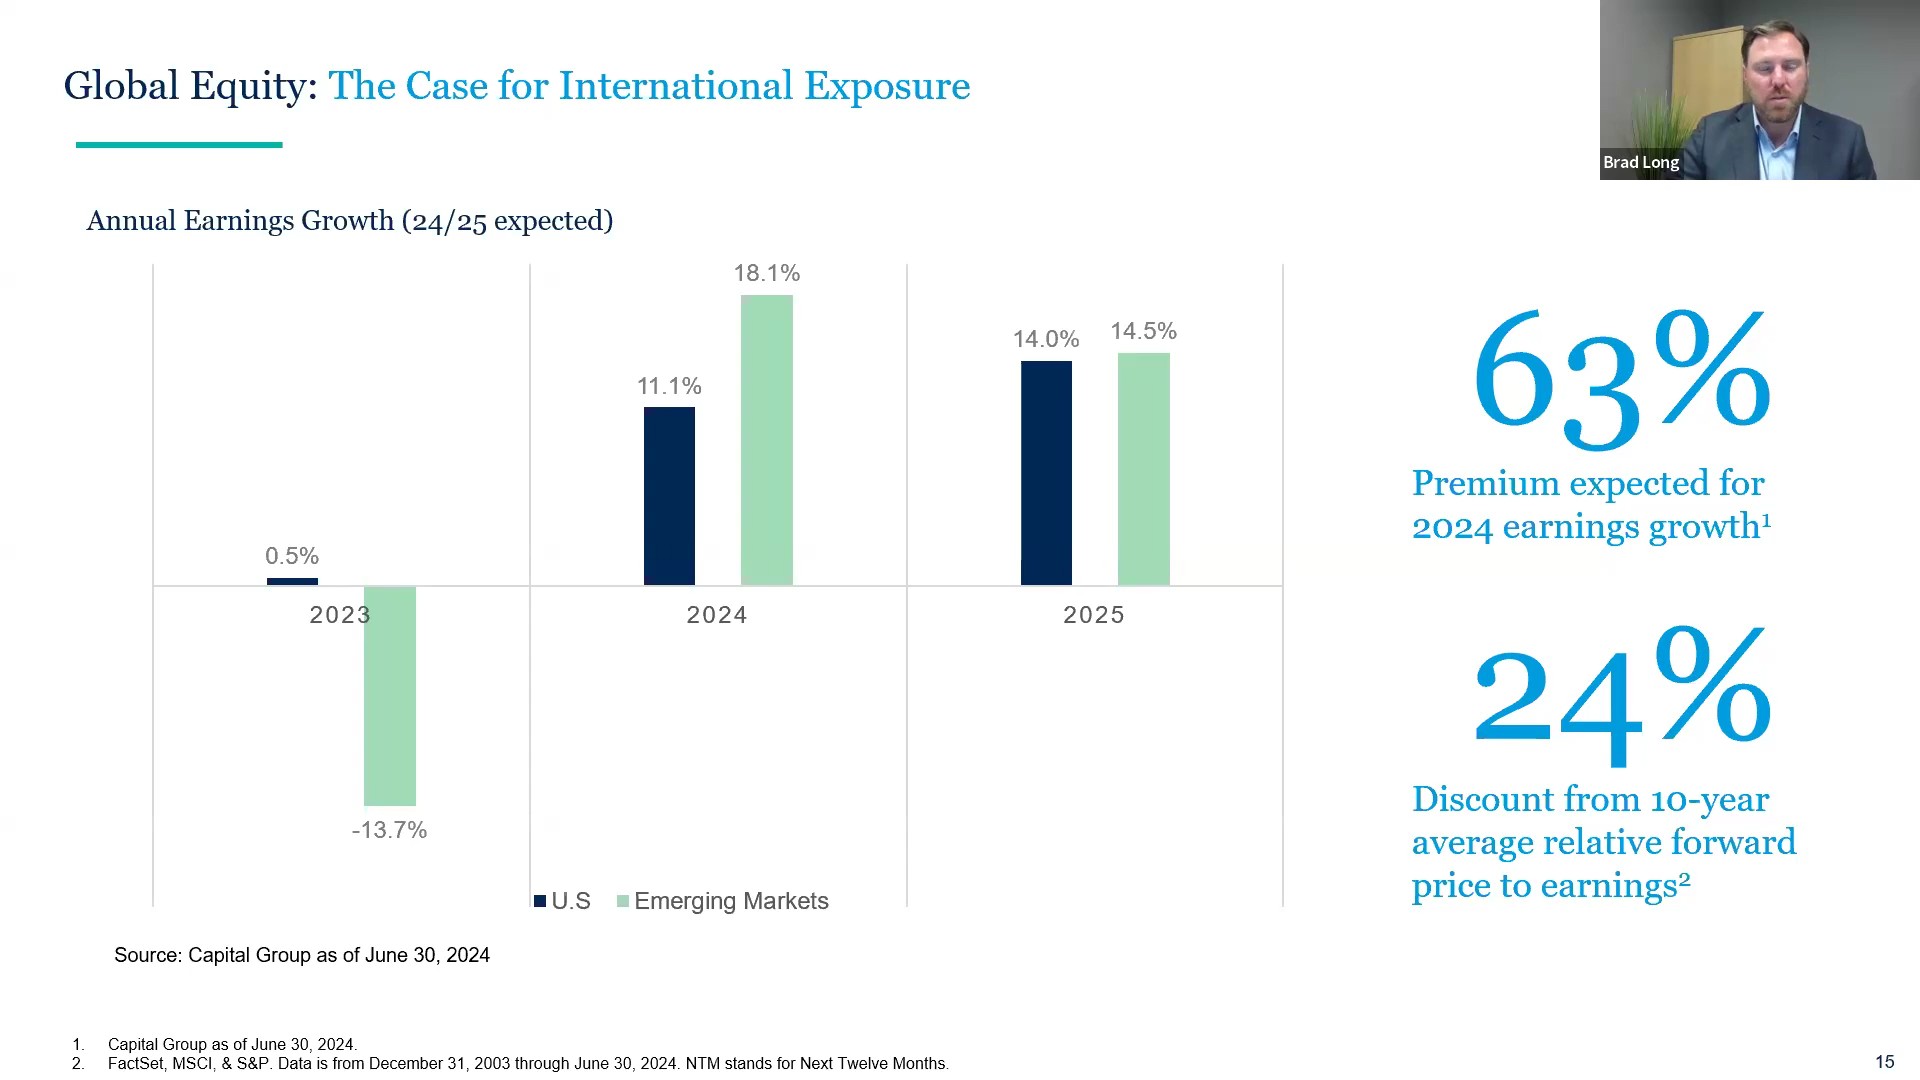 Global Equity: The Case for International Exposure
Brad Long
Annual Earnings Growth (24/25 expected)
0.5%
-13.7%
11.1%
18.1%
14.0%
14.5%
2023
2024
2025
U.S
Emerging Markets
Source: Capital Group as of June 30, 2024
63%
Premium expected for
2024 earnings growth¹
24%
Discount from 10-year
average relative forward
price to earnings²
1. Capital Group as of June 30, 2024.
2. FactSet, MSCI, & S&P. Data is from December 31, 2003 through June 30, 2024. NTM stands for Next Twelve Months.
15